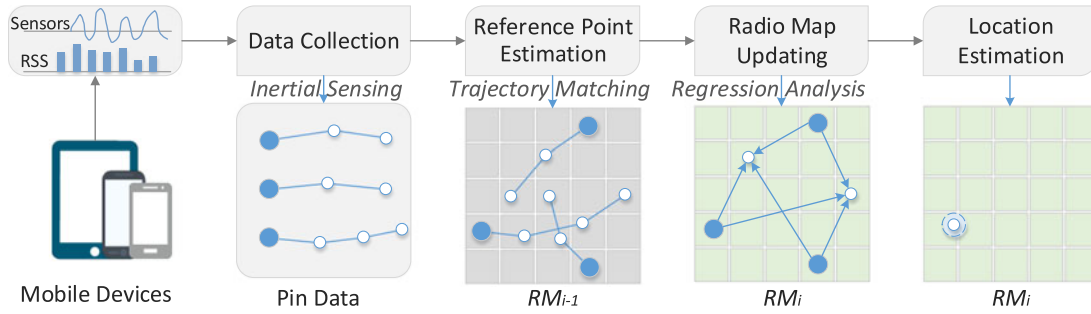 Sensors
RSS
Data Collection
Reference Point
Estimation
Radio Map
Updating
Location
Estimation
Inertial Sensing
Trajectory Matching
Regression Analysis
Mobile Devices
Pin Data
RMi-1
RMi
RMi